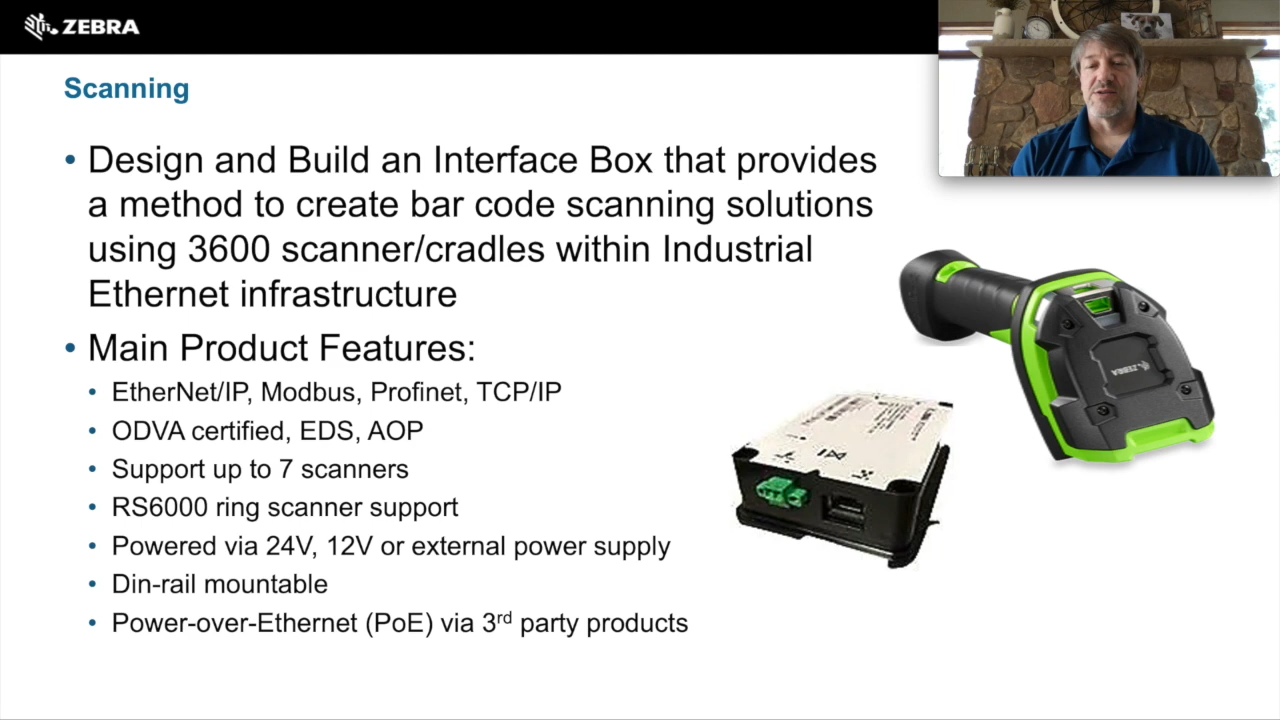 ZEBRA
Scanning
• Design and Build an Interface Box that provides
a method to create bar code scanning solutions
using 3600 scanner/cradles within Industrial
Ethernet infrastructure
• Main Product Features:
• EtherNet/IP, Modbus, Profinet, TCP/IP
• ODVA certified, EDS, AOP
• Support up to 7 scanners
• RS6000 ring scanner support
• Powered via 24V, 12V or external power supply
• Din-rail mountable
• Power-over-Ethernet (PoE) via 3rd party products
ZEBRA